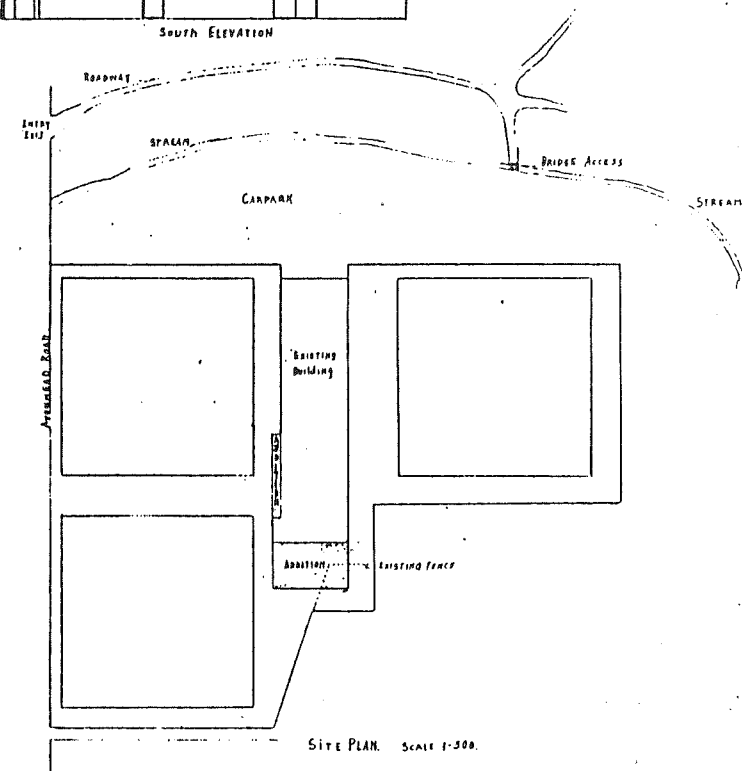 SOUTH ELEVATION
ROADWAY
ENTRY
EXIT
STREAM
BRIDGE ACCESS
CARPARK
STREAM
EXISTING
BUILDING
ROAD
ADDITION
EXISTING FENCE
SITE PLAN. SCALE 1-500.